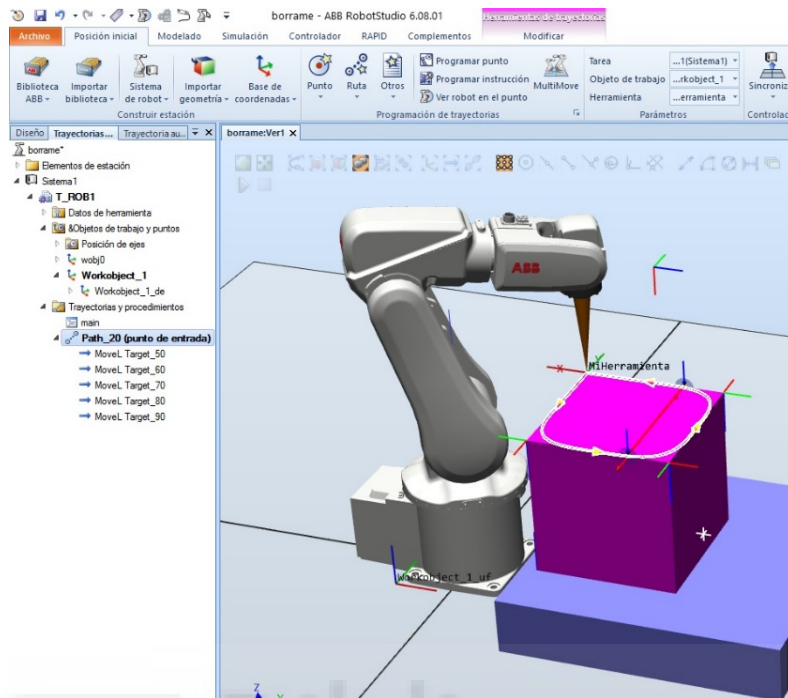 borrame - ABB RobotStudio 6.08.01
Herramientas de trayectorias
Archivo Posición inicial Modelado Simulación Controlador RAPID Complementos Modificar
Biblioteca ABB
Importar biblioteca
Sistema de robot
Importar geometría
Base de coordenadas
Construir estación
Punto
Ruta
Otros
Programar punto
Programar instrucción
Ver robot en el punto
MultiMove
Programación de trayectorias
Tarea ...1(Sistema1)
Objeto de trabajo ...rkobject_1
Herramienta ...erramienta
Parámetros
Sincroniz
Controlad
Diseño Trayectorias... Trayectoria au...
borrame:Ver1 X
borrame*
Elementos de estación
Sistema1
T_ROB1
Datos de herramienta
&Objetos de trabajo y puntos
Posición de ejes
wobj0
Workobject_1
Workobject_1_de
Trayectorias y procedimientos
main
Path_20 (punto de entrada)
MoveL Target_50
MoveL Target_60
MoveL Target_70
MoveL Target_80
MoveL Target_90
ABB
MiHerramienta
Workobject_1_uf
X
Y
Z